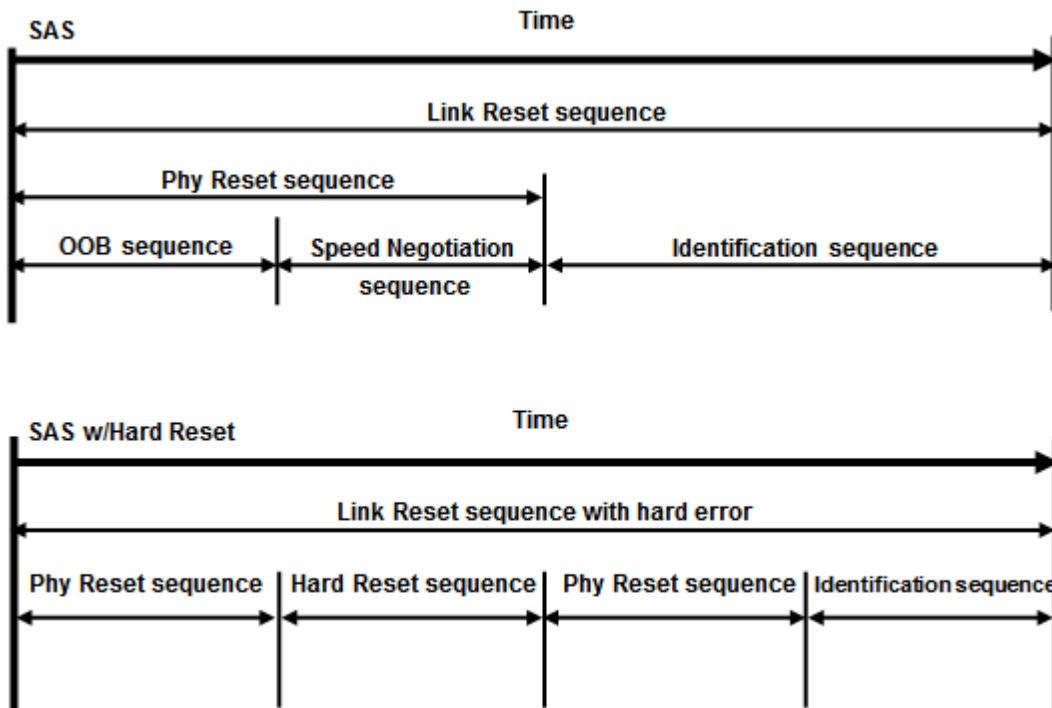 SAS
Time
Link Reset sequence
Phy Reset sequence
OOB sequence
Speed Negotiation
sequence
Identification sequence
SAS w/Hard Reset
Time
Link Reset sequence with hard error
Phy Reset sequence
Hard Reset sequence
Phy Reset sequence
Identification sequence